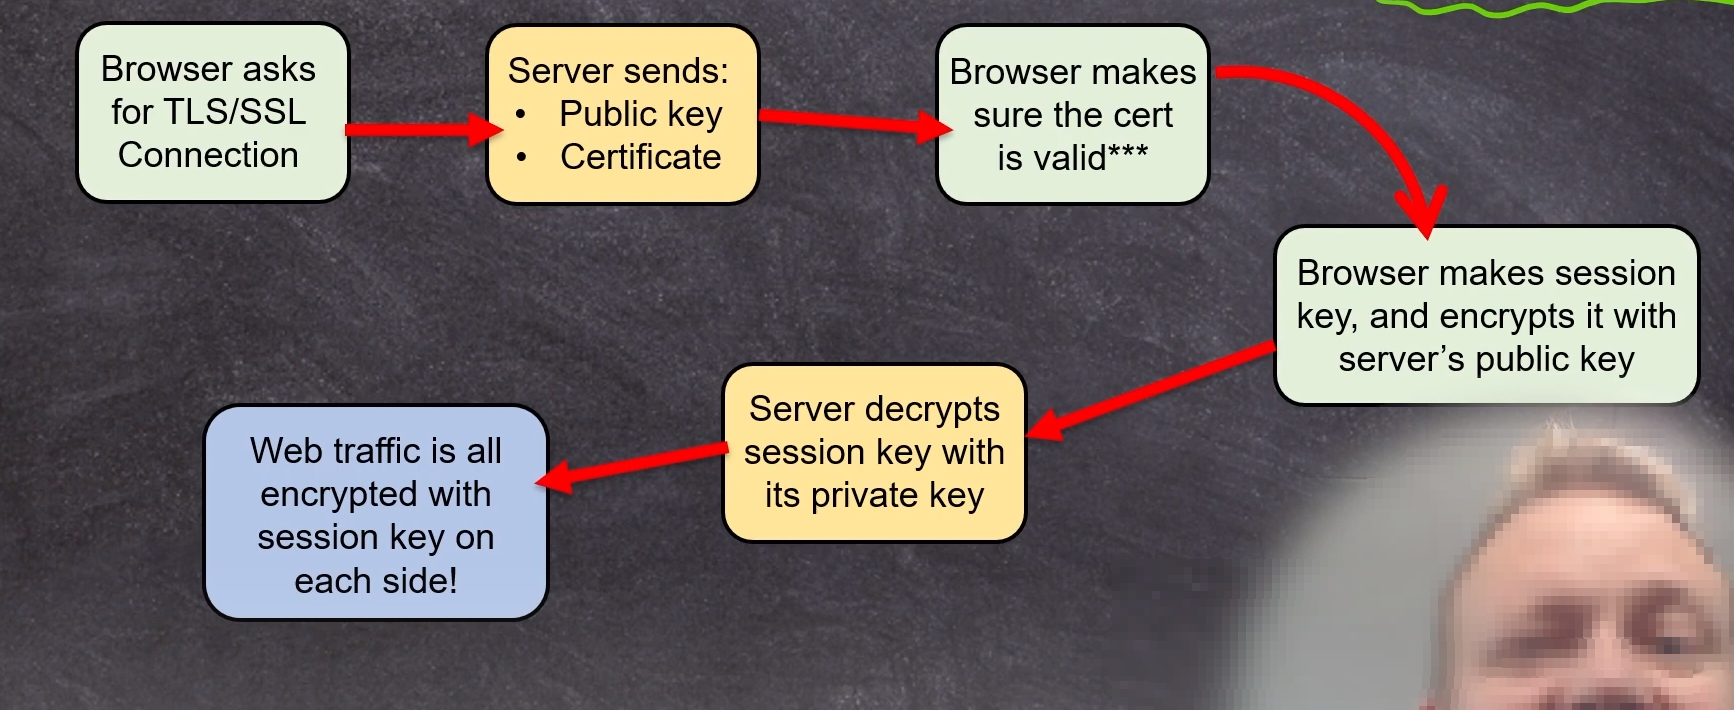 Browser asks
for TLS/SSL
Connection
Server sends:
• Public key
• Certificate
Browser makes
sure the cert
is valid***
Browser makes session
key, and encrypts it with
server’s public key
Server decrypts
session key with
its private key
Web traffic is all
encrypted with
session key on
each side!